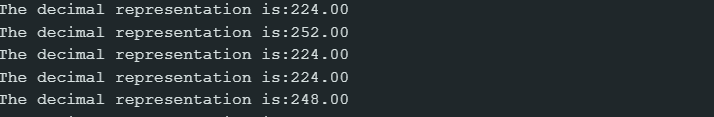 The decimal representation is:224.00
The decimal representation is:252.00
The decimal representation is:224.00
The decimal representation is:224.00
The decimal representation is:248.00